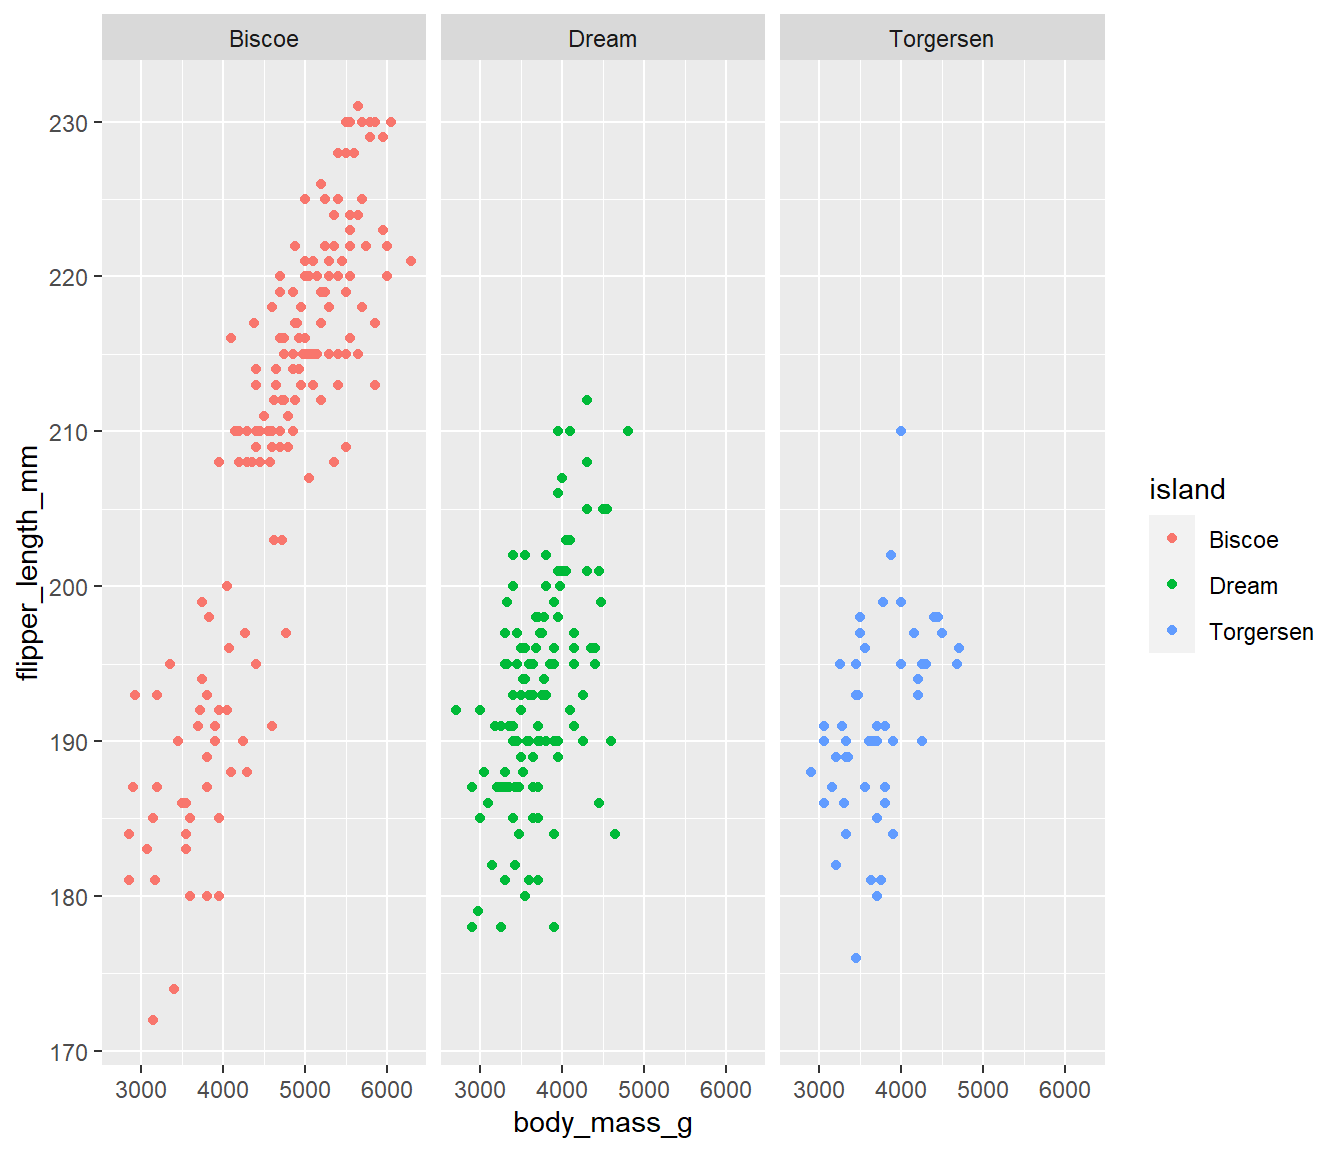 Biscoe Dream Torgersen
230
220
210
200
190
180
170
flipper_length_mm
3000 4000 5000 6000 3000 4000 5000 6000 3000 4000 5000 6000
body_mass_g
island
Biscoe
Dream
Torgersen